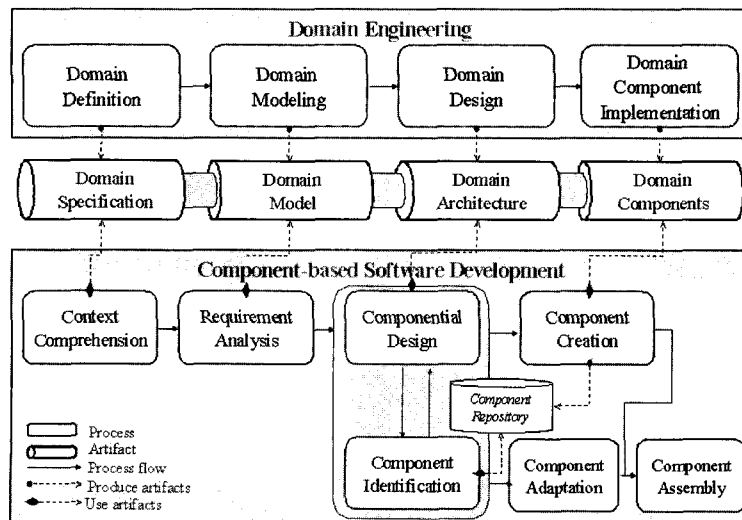 Domain Engineering
Domain
Definition
Domain
Modeling
Domain
Design
Domain
Component
Implementation
Domain
Specification
Domain
Model
Domain
Architecture
Domain
Components
Component-based Software Development
Context
Comprehension
Requirement
Analysis
Componential
Design
Component
Creation
Component
Repository
Component
Identification
Component
Adaptation
Component
Assembly
Process
Artifact
Process flow
Produce artifacts
Use artifacts